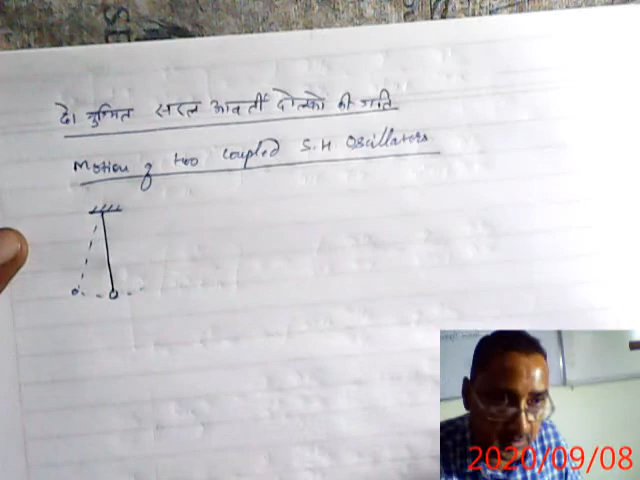 दो युग्मित सरल आवर्ती दोलको की गति
Motion of two coupled S.H Oscillators
2020/09/08